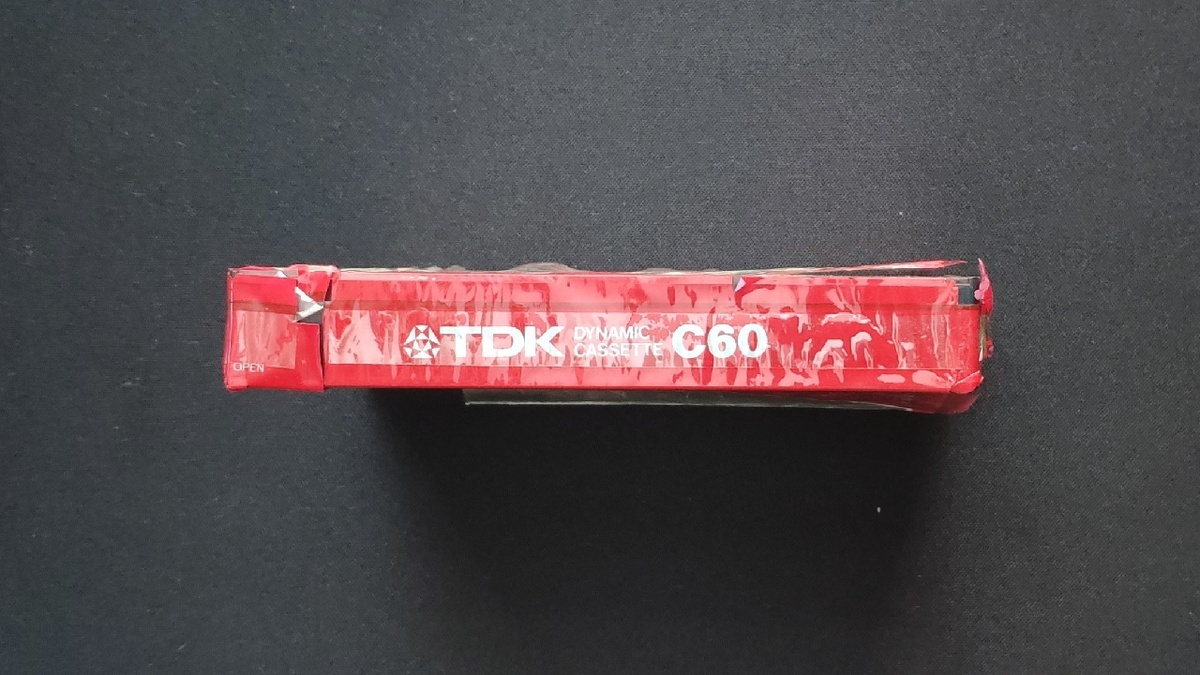 OPEN
TDK DYNAMIC CASSETTE C60